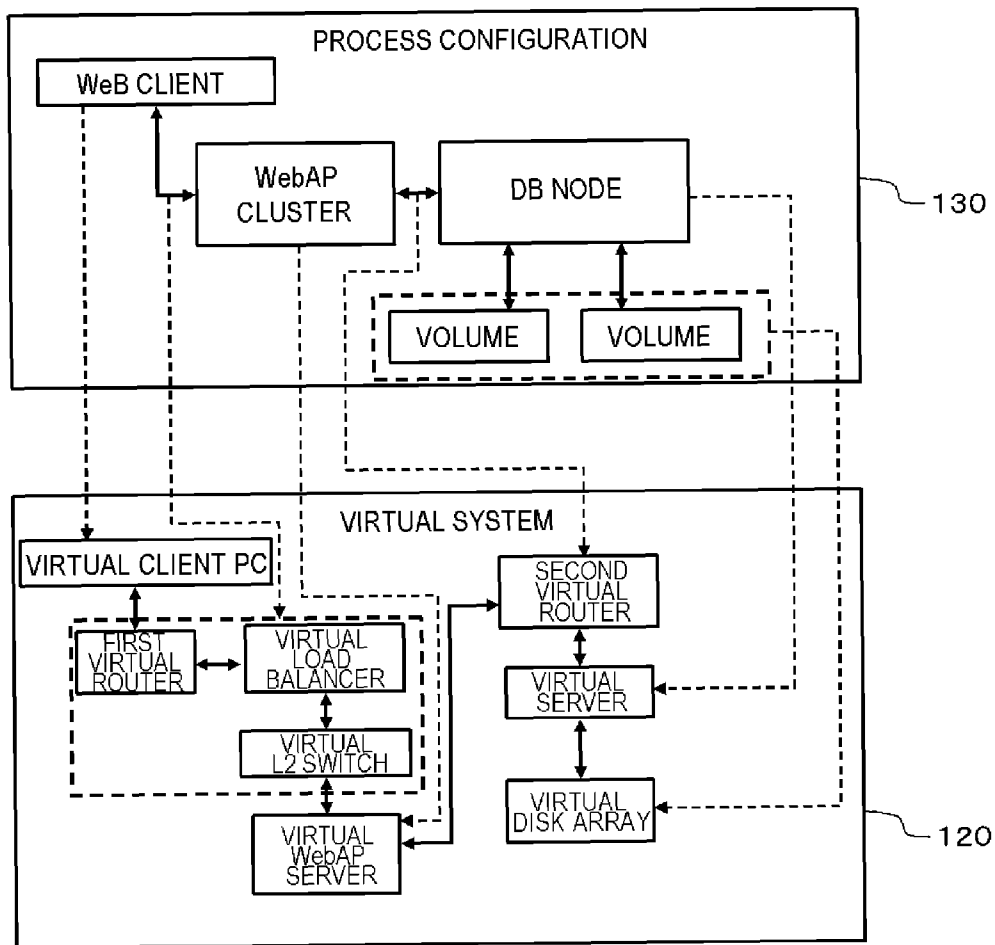 PROCESS CONFIGURATION
WeB CLIENT
WebAP
CLUSTER
DB NODE
130
VOLUME
VOLUME
VIRTUAL SYSTEM
VIRTUAL CLIENT PC
SECOND
VIRTUAL
ROUTER
FIRST
VIRTUAL
ROUTER
VIRTUAL
LOAD
BALANCER
VIRTUAL
SERVER
VIRTUAL
L2 SWITCH
VIRTUAL
DISK ARRAY
120
VIRTUAL
WebAP
SERVER